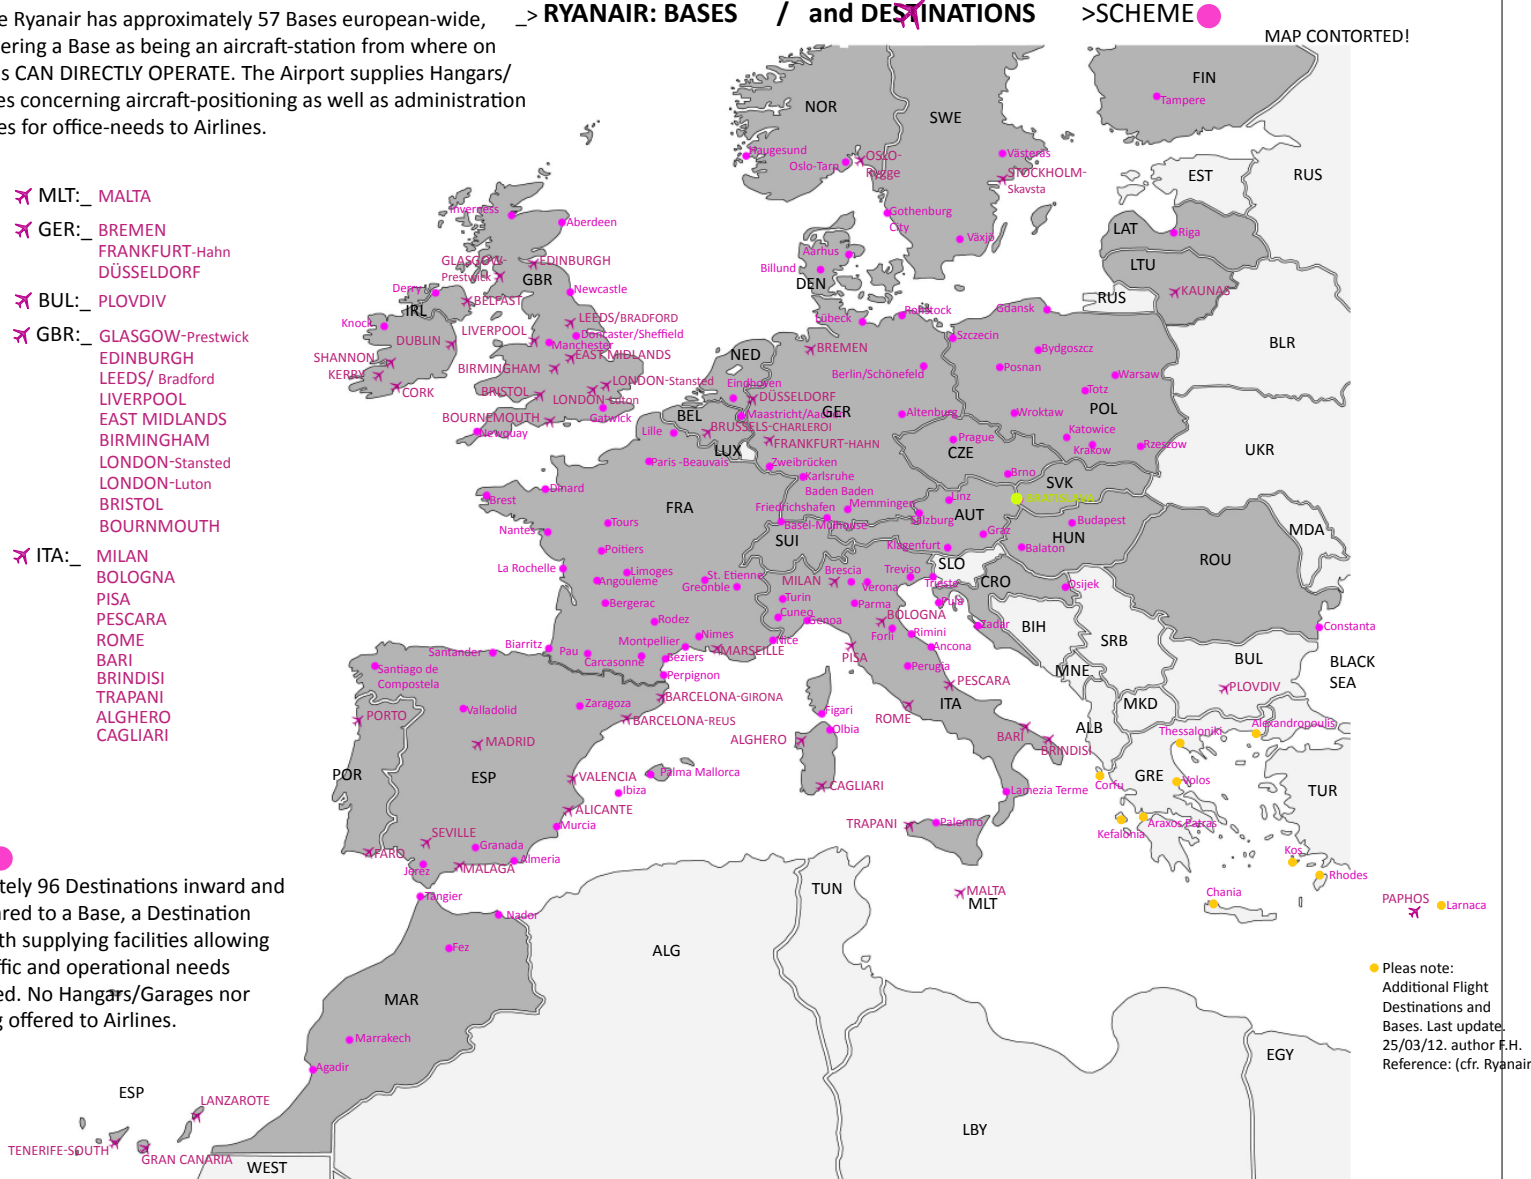 e Ryanair has approximately 57 Bases european-wide,
ering a Base as being an aircraft-station from where on
s CAN DIRECTLY OPERATE. The Airport supplies Hangars/
es concerning aircraft-positioning as well as administration
es for office-needs to Airlines.
_> RYANAIR: BASES / and DESTINATIONS >SCHEME
MAP CONTORTED!
MLT:_ MALTA
GER:_ BREMEN
FRANKFURT-Hahn
DÜSSELDORF
BUL:_ PLOVDIV
GBR:_ GLASGOW-Prestwick
EDINBURGH
LEEDS/ Bradford
LIVERPOOL
EAST MIDLANDS
BIRMINGHAM
LONDON-Stansted
LONDON-Luton
BRISTOL
BOURNMOUTH
ITA:_ MILAN
BOLOGNA
PISA
PESCARA
ROME
BARI
BRINDISI
TRAPANI
ALGHERO
CAGLIARI
tely 96 Destinations inward and
ared to a Base, a Destination
th supplying facilities allowing
ffic and operational needs
ed. No Hangars/Garages nor
g offered to Airlines.
FIN
Tampere
NOR
SWE
Haugesund
Oslo-Tarp
OSLO-
Rygge
Västeras
STOCKHOLM-
Skavsta
EST
RUS
Gothenburg
City
Växjö
LAT
Riga
LTU
KAUNAS
RUS
BLR
Aarhus
Billund
DEN
Inverness
Aberdeen
GLASGOW-
Prestwick
EDINBURGH
GBR
Derry
BELFAST
Newcastle
IRL
Knock
DUBLIN
LEEDS/BRADFORD
LIVERPOOL
Doncaster/Sheffield
Manchester
EAST MIDLANDS
SHANNON
KERRY
CORK
BIRMINGHAM
BRISTOL
LONDON-Stansted
LONDON-Luton
Gatwick
BOURNEMOUTH
Newquay
NED
Eindhoven
DÜSSELDORF
Maastricht/Aachen
BEL
BRUSSELS-CHARLEROI
LUX
Lille
Lübeck
Rohstock
BREMEN
Berlin/Schönefeld
GER
Altenburg
FRANKFURT-HAHN
Zweibrücken
Karlsruhe
Baden Baden
Friedrichshafen
Memmingen
Basel-Mulhouse
Gdansk
Szczecin
Bydgoszcz
Posnan
Warsaw
Totz
POL
Wroktaw
Katowice
Krakow
Rzeszow
UKR
Prague
CZE
Brno
SVK
BRATISLAVA
Linz
Salzburg
AUT
Graz
Klagenfurt
Budapest
HUN
Balaton
MDA
ROU
Constanta
Paris -Beauvais
Dinard
Brest
FRA
Tours
Nantes
Poitiers
La Rochelle
Limoges
Angouleme
St. Etienne
Greonble
Bergerac
Rodez
Montpellier
Nimes
Biarritz
Pau
Carcasonne
Beziers
Perpignon
MARSEILLE
Nice
SUI
MILAN
Brescia
Verona
Treviso
Trieste
SLO
CRO
Osijek
Turin
Cuneo
Parma
Genoa
BOLOGNA
Forli
Rimini
Pula
Zadar
BIH
SRB
PISA
Ancona
Perugia
PESCARA
ITA
ROME
BARI
BRINDISI
Figari
Olbia
ALGHERO
CAGLIARI
Lamezia Terme
TRAPANI
Palemro
MALTA
MLT
MNE
MKD
ALB
BUL
PLOVDIV
BLACK
SEA
Thessaloniki
Alexandropoulis
GRE
Corfu
Volos
Kefalonia
Araxos Patras
TUR
Kos
Rhodes
Chania
PAPHOS
Larnaca
Santander
Santiago de
Compostela
PORTO
Valladolid
Zaragoza
BARCELONA-GIRONA
BARCELONA-REUS
MADRID
POR
ESP
VALENCIA
Palma Mallorca
Ibiza
ALICANTE
Murcia
SEVILLE
Granada
FARO
Jerez
MALAGA
Almeria
Tangier
Nador
Fez
MAR
Marrakech
Agadir
ESP
LANZAROTE
TENERIFE-SOUTH
GRAN CANARIA
WEST
ALG
TUN
LBY
EGY
Pleas note:
Additional Flight
Destinations and
Bases. Last update.
25/03/12. author F.H.
Reference: (cfr. Ryanair